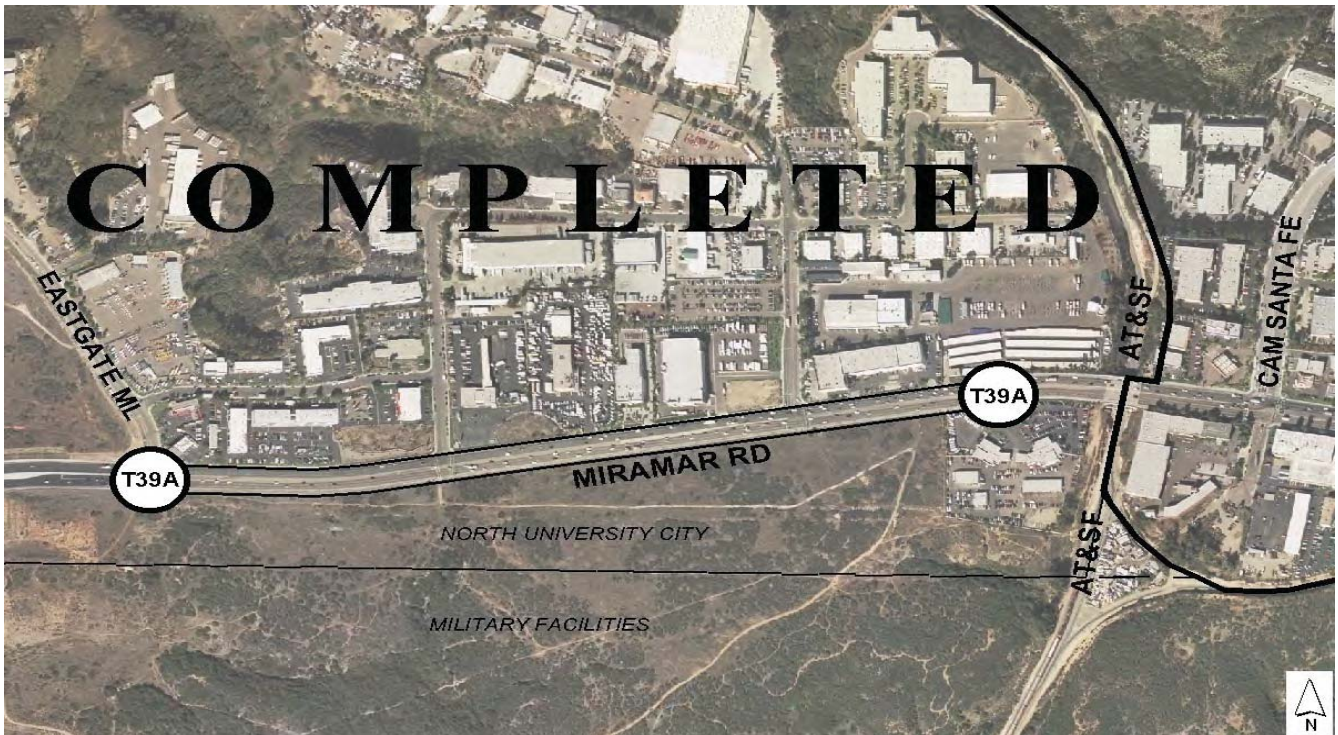 COMPLETED
EASTGATE ML
AT&SF
CAM SANTA FE
T39A
T39A
MIRAMAR RD
NORTH UNIVERSITY CITY
AT&SF
MILITARY FACILITIES
N